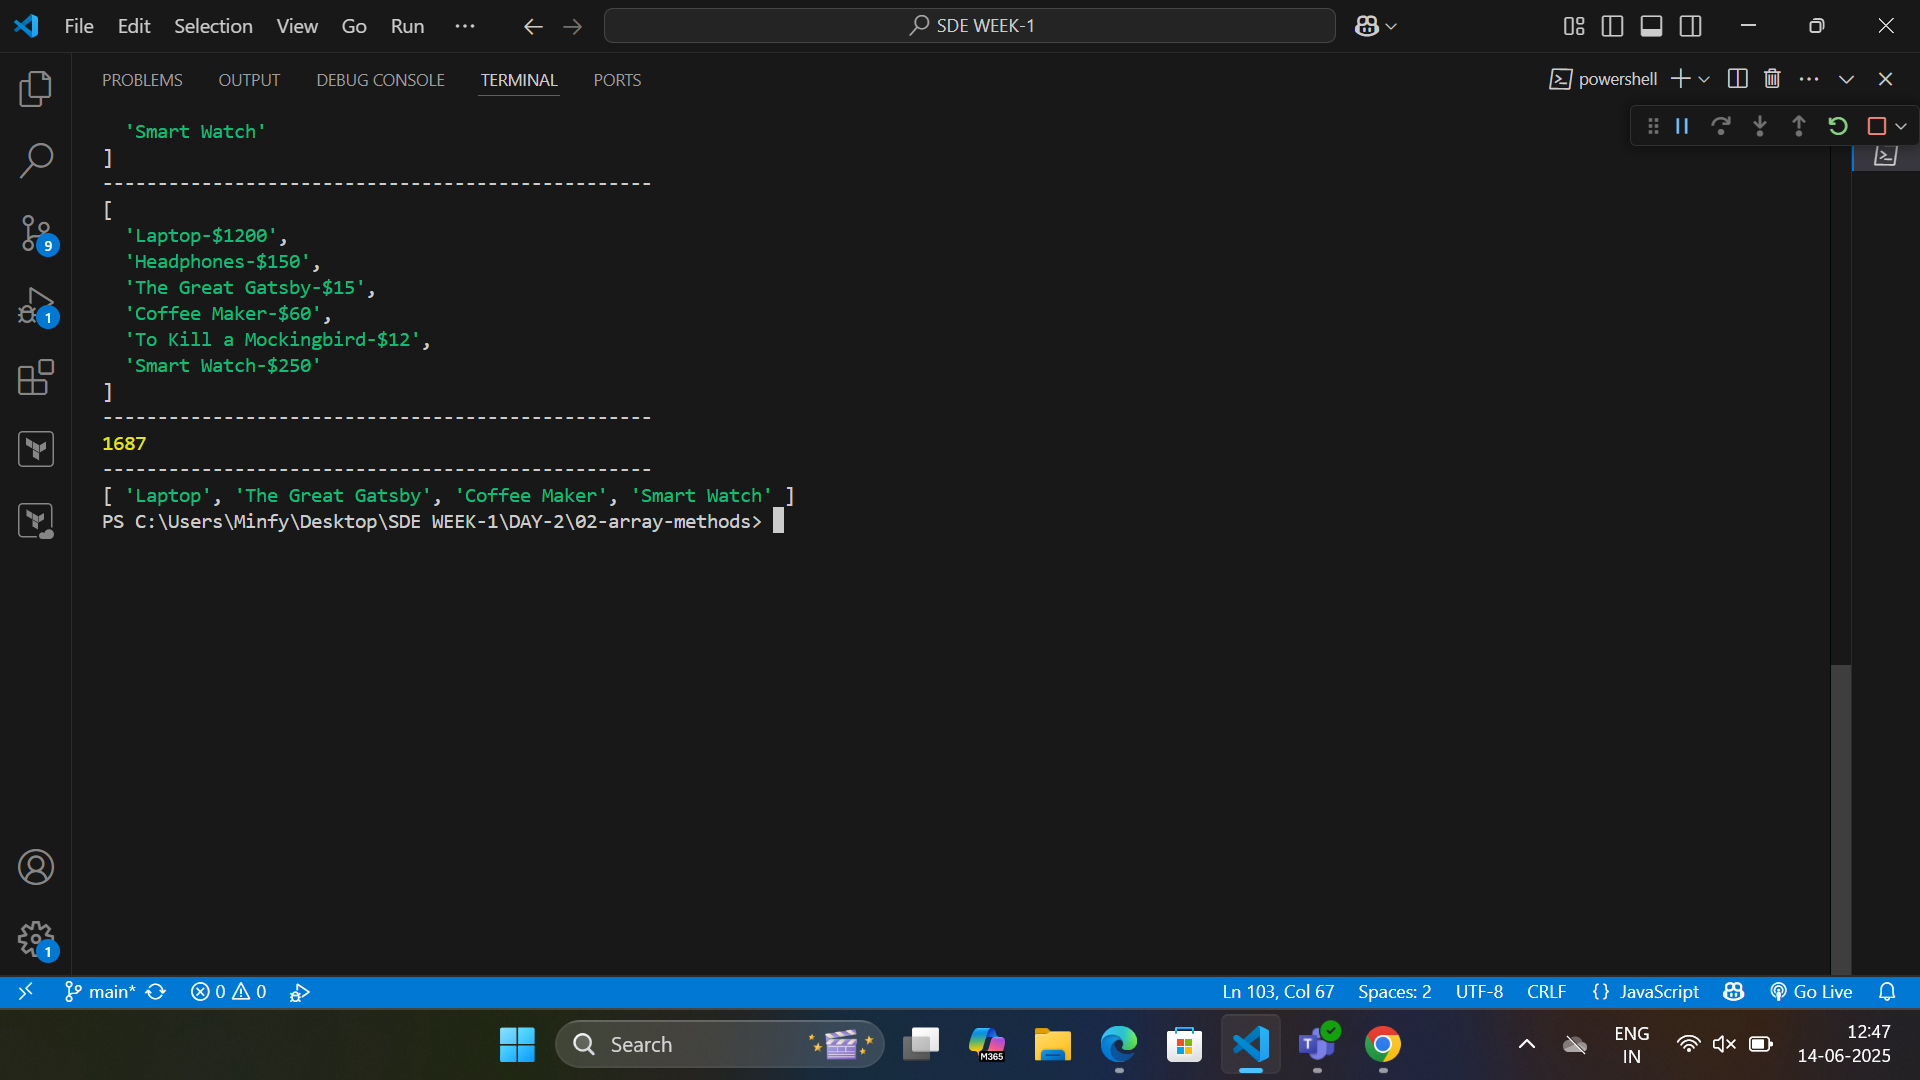 File Edit Selection View Go Run ··· SDE WEEK-1
PROBLEMS OUTPUT DEBUG CONSOLE TERMINAL PORTS powershell
'Smart Watch'
]
--------------------------------------------------
[
'Laptop-$1200',
'Headphones-$150',
'The Great Gatsby-$15',
'Coffee Maker-$60',
'To Kill a Mockingbird-$12',
'Smart Watch-$250'
]
--------------------------------------------------
1687
--------------------------------------------------
[ 'Laptop', 'The Great Gatsby', 'Coffee Maker', 'Smart Watch' ]
PS C:\Users\Minfy\Desktop\SDE WEEK-1\DAY-2\02-array-methods>
9
1
1
main* 0 0 Ln 103, Col 67 Spaces: 2 UTF-8 CRLF {} JavaScript Go Live
Search M365 T ENG IN 12:47
14-06-2025